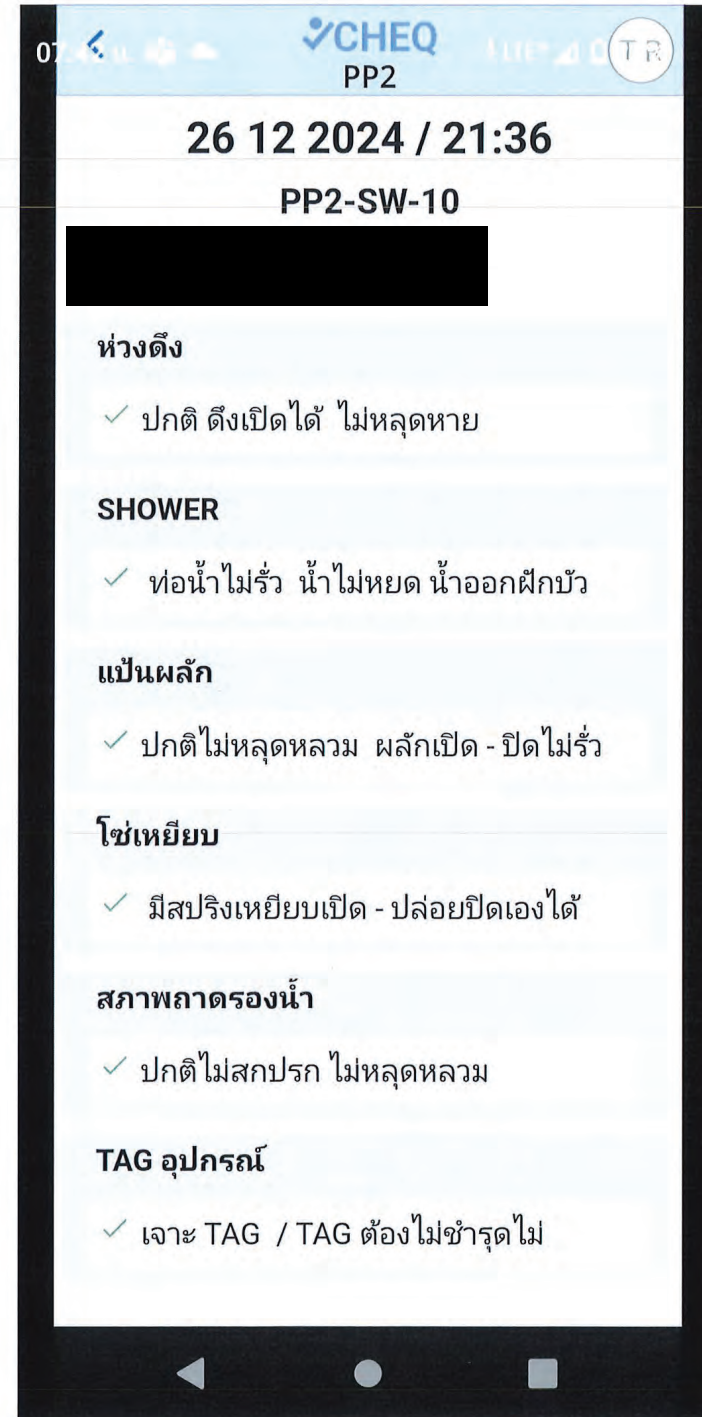 CHEQ
PP2
T R
26 12 2024 / 21:36
PP2-SW-10
ห่วงดึง
ปกติ ดึงเปิดได้ ไม่หลุดหาย
SHOWER
ท่อน้ำไม่รั่ว น้ำไม่หยด น้ำออกฝักบัว
แป้นผลัก
ปกติไม่หลุดหลวม ผลักเปิด - ปิดไม่รั่ว
โซ่เหยียบ
มีสปริงเหยียบเปิด - ปล่อยปิดเองได้
สภาพถาดรองน้ำ
ปกติไม่สกปรก ไม่หลุดหลวม
TAG อุปกรณ์
เจาะ TAG / TAG ต้องไม่ชำรุดไม่